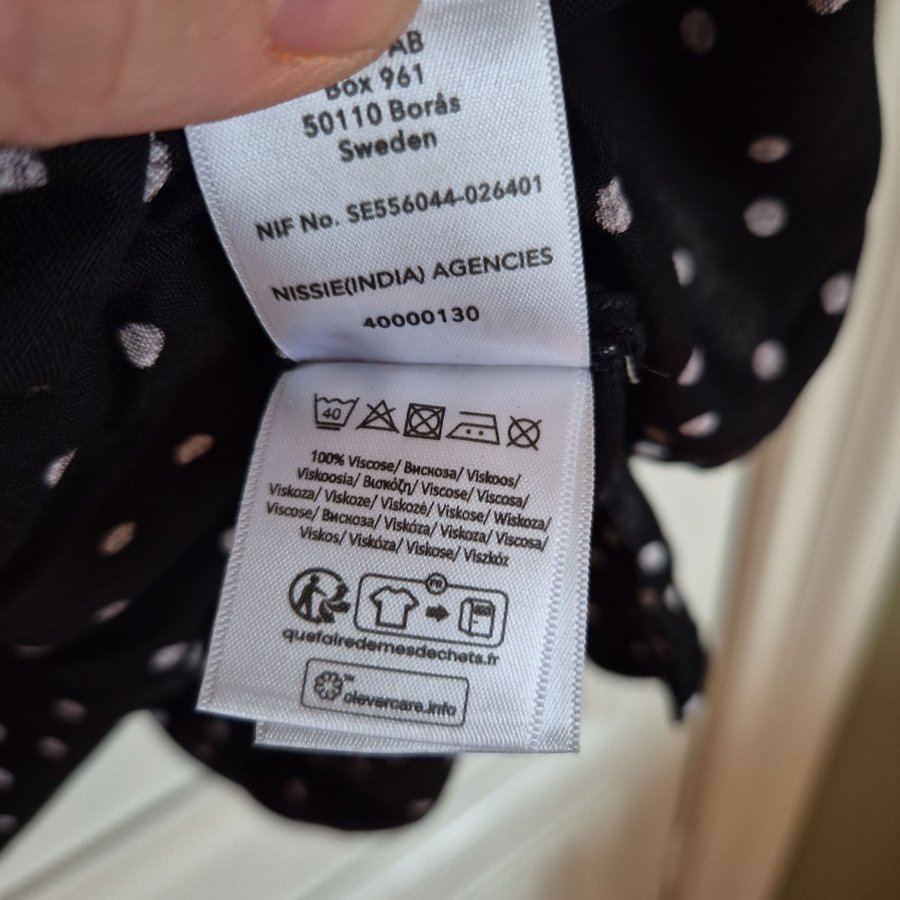 AB
Box 961
50110 Borås
Sweden
NIF No. SE556044-026401
NISSIE(INDIA) AGENCIES
40000130
40
100% Viscose/ Вискоза/ Viskoos/
Viskoosia/ Βισκόζη/ Viscose/ Viscosa/
Viskoza/ Viskoze/ Viskozė/ Viskose/ Wiskoza/
Viscose/ Вискоза/ Viskóza/ Viskoza/ Viscosa/
Viskos/ Viskóza/ Viskose/ Viszkóz
FR
quefairedemesdechets.fr
clevercare.info